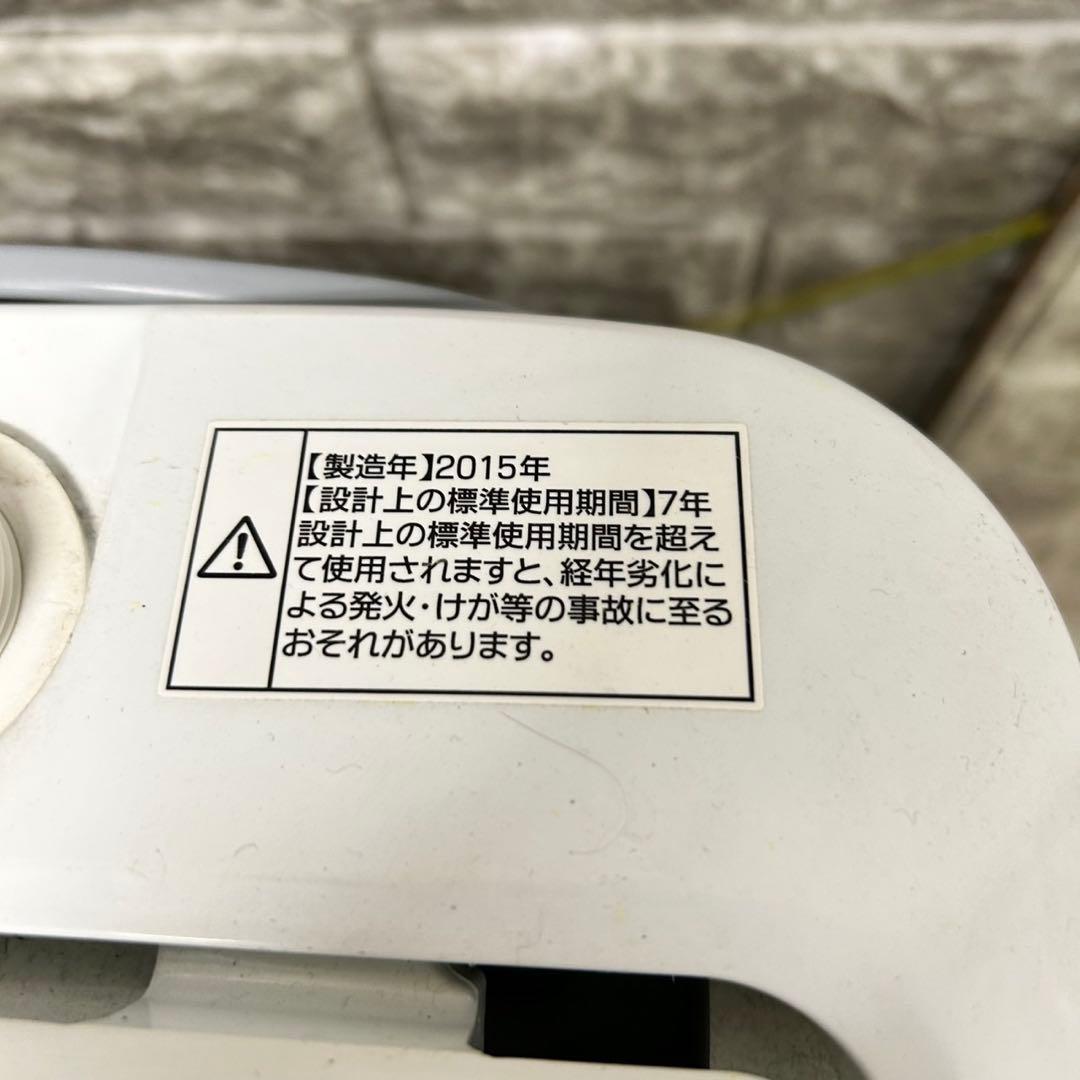 【製造年】2015年
【設計上の標準使用期間】7年
設計上の標準使用期間を超え
て使用されますと、経年劣化に
よる発火・けが等の事故に至る
おそれがあります。